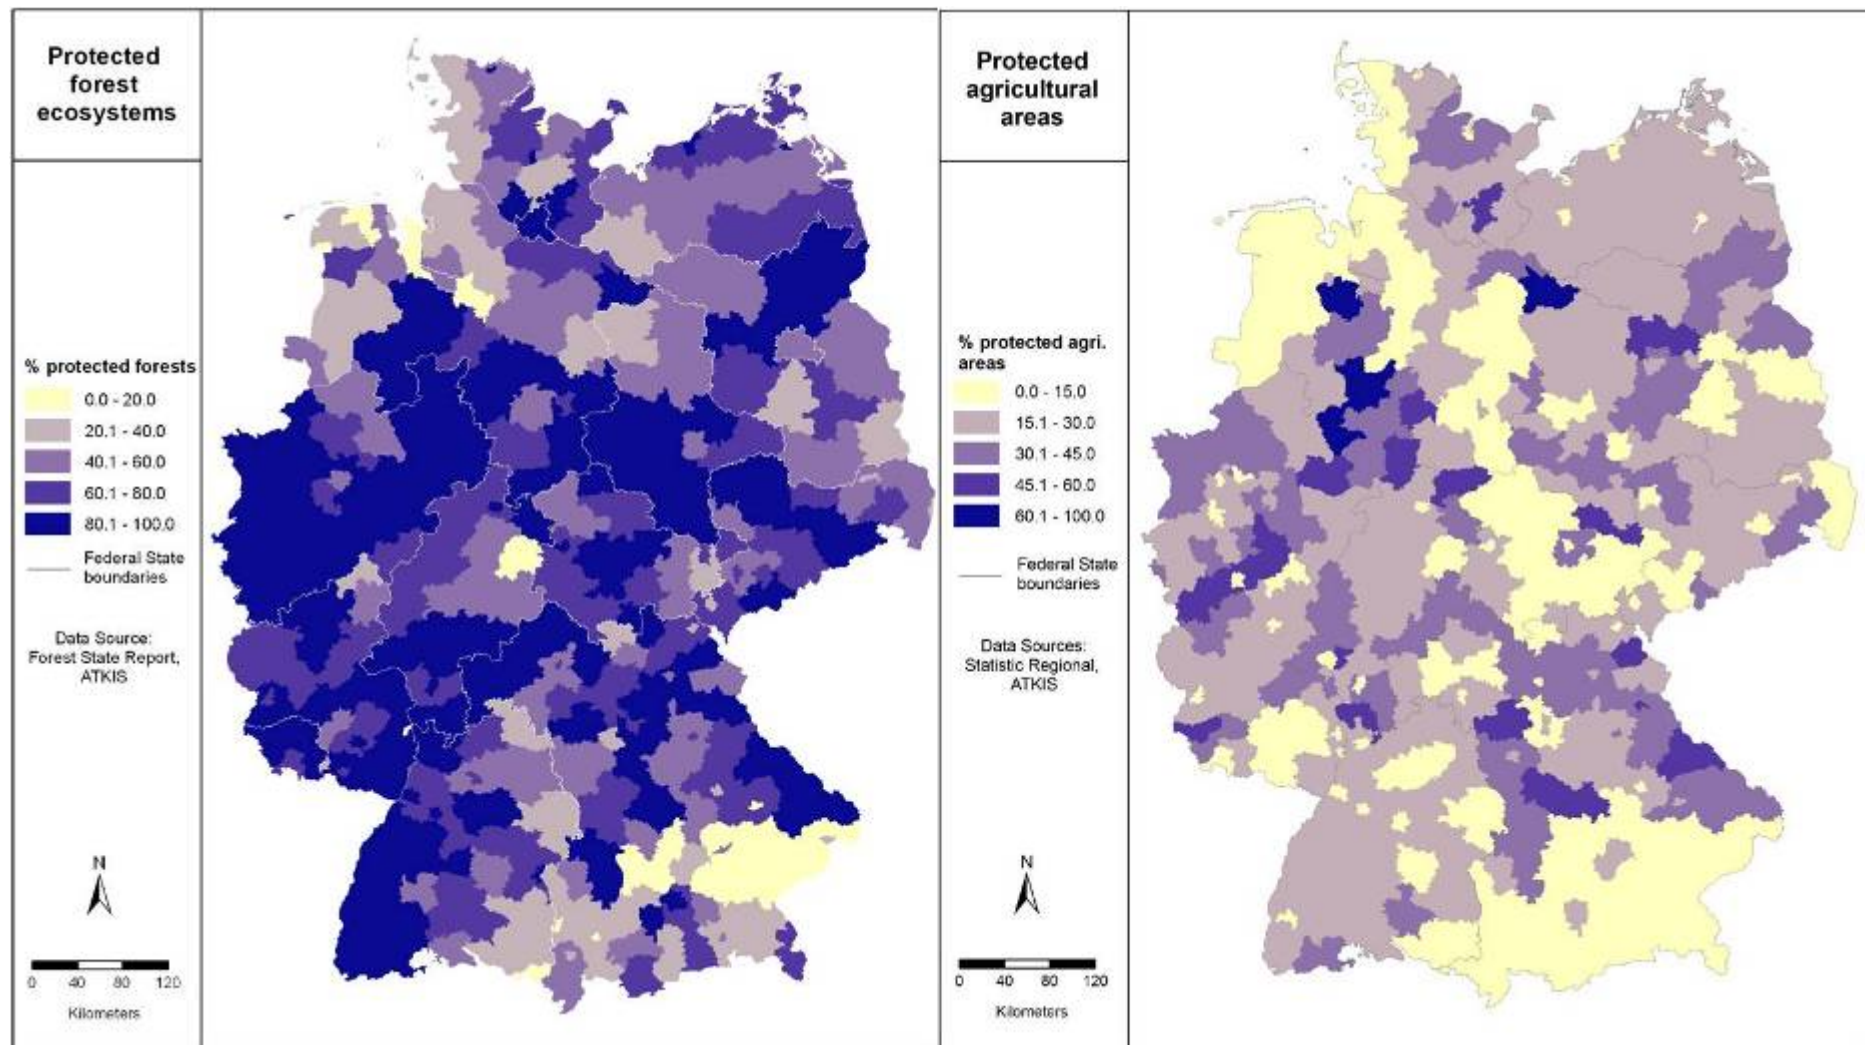 Protected
forest
ecosystems
% protected forests
0.0 - 20.0
20.1 - 40.0
40.1 - 60.0
60.1 - 80.0
80.1 - 100.0
Federal State
boundaries
Data Source:
Forest State Report,
ATKIS
N
0 40 80 120
Kilometers
Protected
agricultural
areas
% protected agri.
areas
0.0 - 15.0
15.1 - 30.0
30.1 - 45.0
45.1 - 60.0
60.1 - 100.0
Federal State
boundaries
Data Sources:
Statistic Regional,
ATKIS
N
0 40 80 120
Kilometers